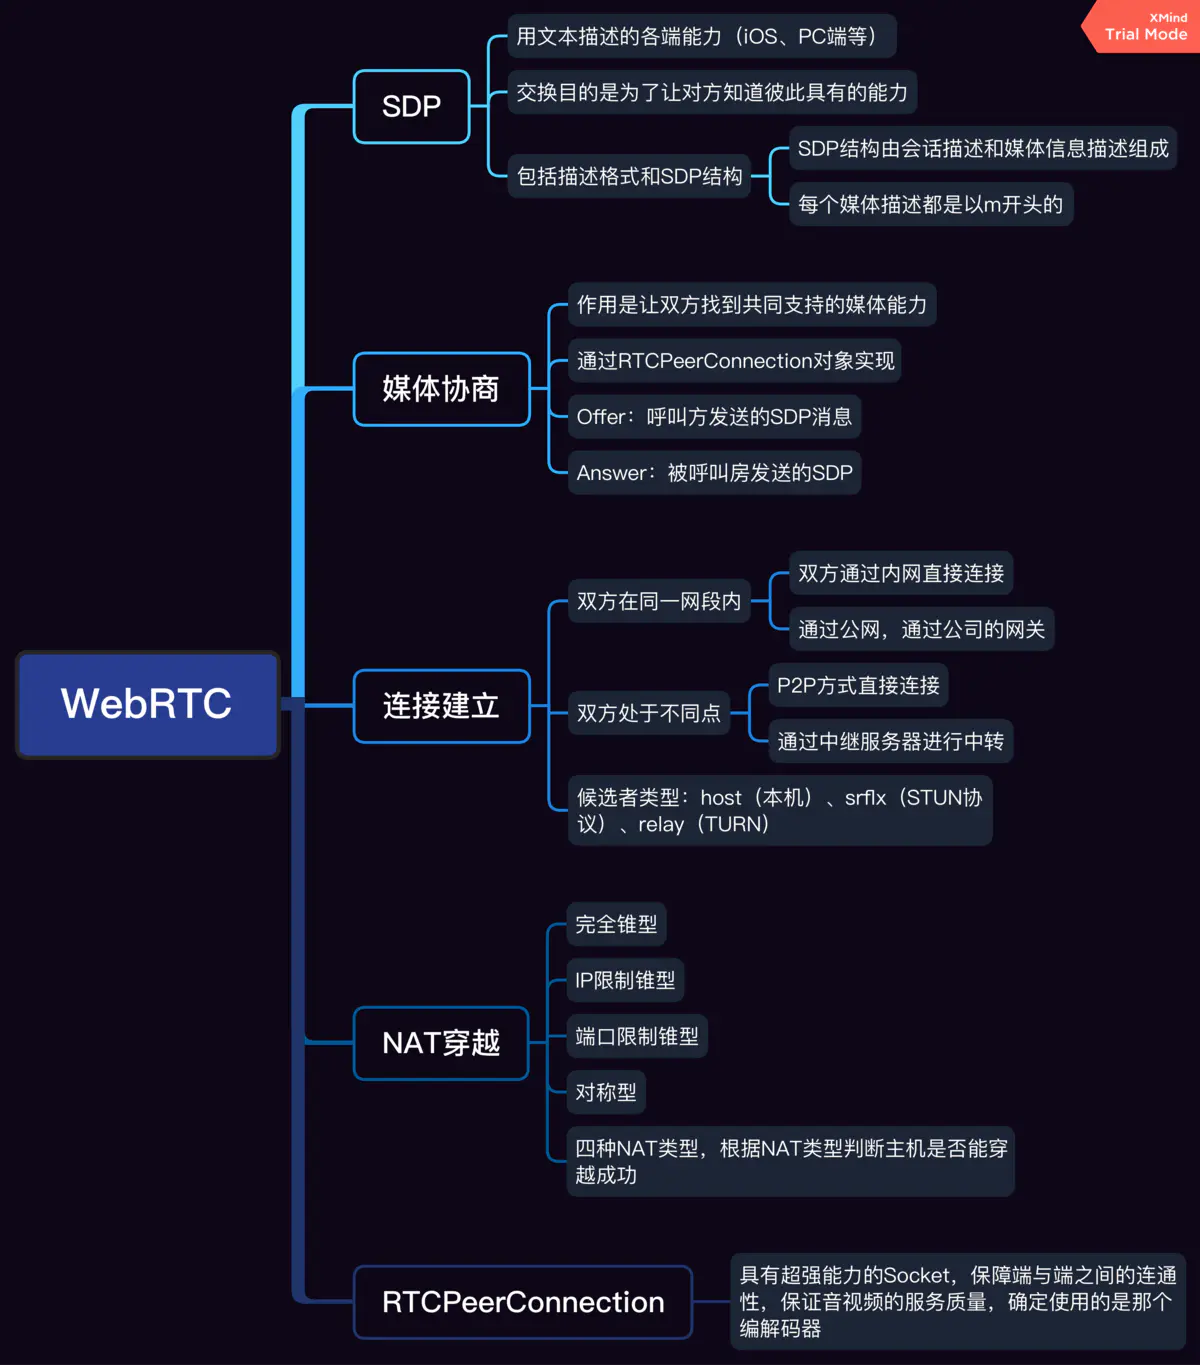 XMind
Trial Mode
WebRTC
SDP
用文本描述的各端能力（iOS、PC端等）
交换目的是为了让对方知道彼此具有的能力
包括描述格式和SDP结构
SDP结构由会话描述和媒体信息描述组成
每个媒体描述都是以m开头的
媒体协商
作用是让双方找到共同支持的媒体能力
通过RTCPeerConnection对象实现
Offer：呼叫方发送的SDP消息
Answer：被呼叫房发送的SDP
连接建立
双方在同一网段内
双方通过内网直接连接
通过公网，通过公司的网关
双方处于不同点
P2P方式直接连接
通过中继服务器进行中转
候选者类型：host（本机）、srflx（STUN协
议）、relay（TURN）
NAT穿越
完全锥型
IP限制锥型
端口限制锥型
对称型
四种NAT类型，根据NAT类型判断主机是否能穿
越成功
RTCPeerConnection
具有超强能力的Socket，保障端与端之间的连通
性，保证音视频的服务质量，确定使用的是那个
编解码器